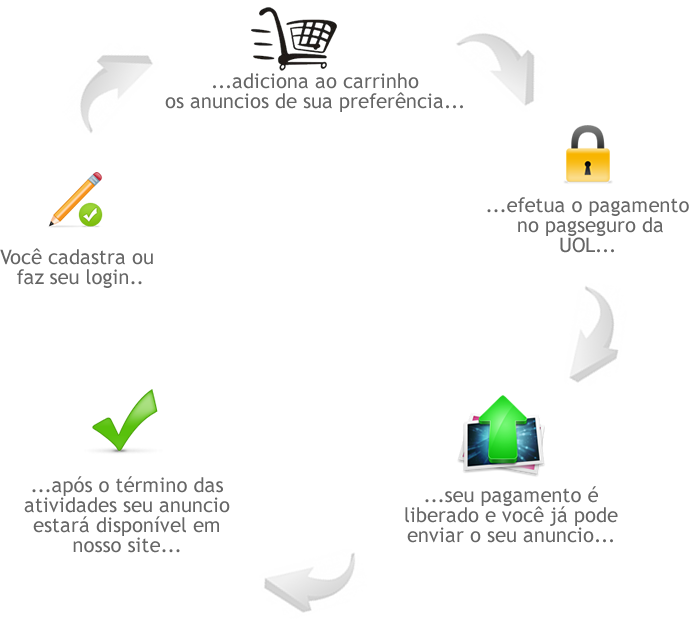 Você cadastra ou
faz seu login..
...adiciona ao carrinho
os anuncios de sua preferência...
...efetua o pagamento
no pagseguro da
UOL...
...seu pagamento é
liberado e você já pode
enviar o seu anuncio...
...após o término das
atividades seu anuncio
estará disponível em
nosso site...